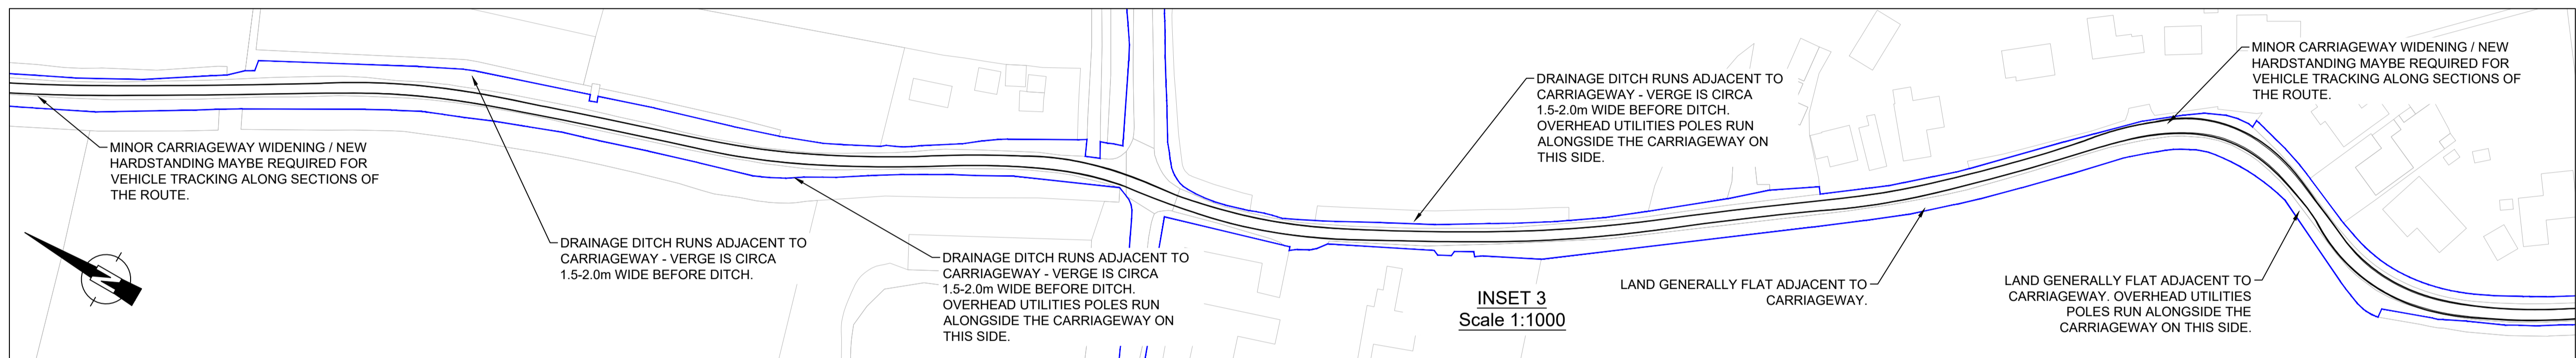 MINOR CARRIAGEWAY WIDENING / NEW
HARDSTANDING MAYBE REQUIRED FOR
VEHICLE TRACKING ALONG SECTIONS OF
THE ROUTE.
DRAINAGE DITCH RUNS ADJACENT TO
CARRIAGEWAY - VERGE IS CIRCA
1.5-2.0m WIDE BEFORE DITCH.
DRAINAGE DITCH RUNS ADJACENT TO
CARRIAGEWAY - VERGE IS CIRCA
1.5-2.0m WIDE BEFORE DITCH.
OVERHEAD UTILITIES POLES RUN
ALONGSIDE THE CARRIAGEWAY ON
THIS SIDE.
DRAINAGE DITCH RUNS ADJACENT TO
CARRIAGEWAY - VERGE IS CIRCA
1.5-2.0m WIDE BEFORE DITCH.
OVERHEAD UTILITIES POLES RUN
ALONGSIDE THE CARRIAGEWAY ON
THIS SIDE.
INSET 3
Scale 1:1000
LAND GENERALLY FLAT ADJACENT TO
CARRIAGEWAY.
MINOR CARRIAGEWAY WIDENING / NEW
HARDSTANDING MAYBE REQUIRED FOR
VEHICLE TRACKING ALONG SECTIONS OF
THE ROUTE.
LAND GENERALLY FLAT ADJACENT TO
CARRIAGEWAY. OVERHEAD UTILITIES
POLES RUN ALONGSIDE THE
CARRIAGEWAY ON THIS SIDE.